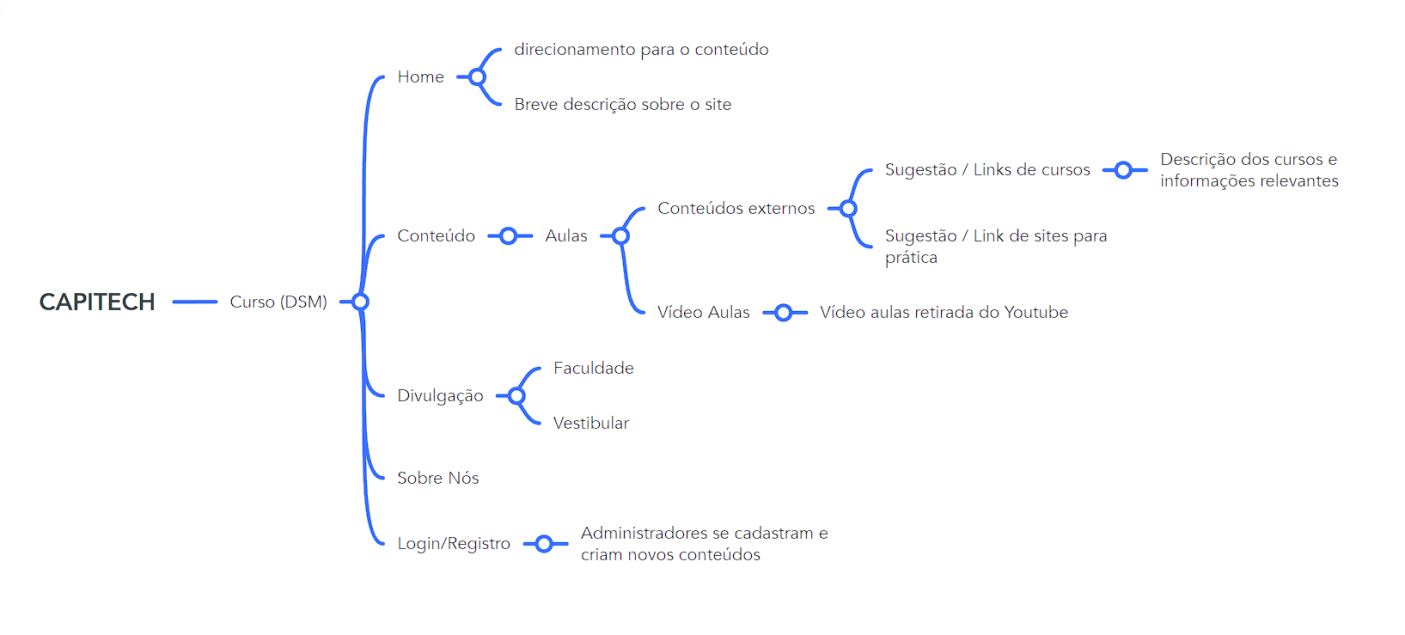 direcionamento para o conteúdo
Home
Breve descrição sobre o site
Descrição dos cursos e
informações relevantes
Sugestão / Links de cursos
Conteúdos externos
Conteúdo
Aulas
Sugestão / Link de sites para
prática
CAPITECH
Curso (DSM)
Vídeo Aulas
Vídeo aulas retirada do Youtube
Faculdade
Divulgação
Vestibular
Sobre Nós
Login/Registro
Administradores se cadastram e
criam novos conteúdos